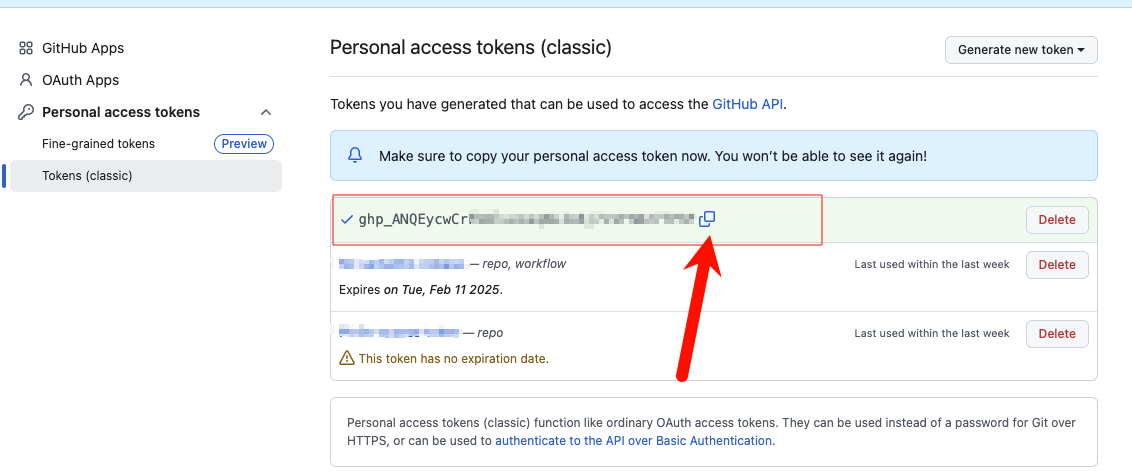 GitHub Apps
OAuth Apps
Personal access tokens
Fine-grained tokens Preview
Tokens (classic)
Personal access tokens (classic)
Generate new token
Tokens you have generated that can be used to access the GitHub API.
Make sure to copy your personal access token now. You won’t be able to see it again!
ghp_ANQEycwCr
Delete
— repo, workflow
Last used within the last week
Delete
Expires on Tue, Feb 11 2025.
— repo
Last used within the last week
Delete
This token has no expiration date.
Personal access tokens (classic) function like ordinary OAuth access tokens. They can be used instead of a password for Git over
HTTPS, or can be used to authenticate to the API over Basic Authentication.